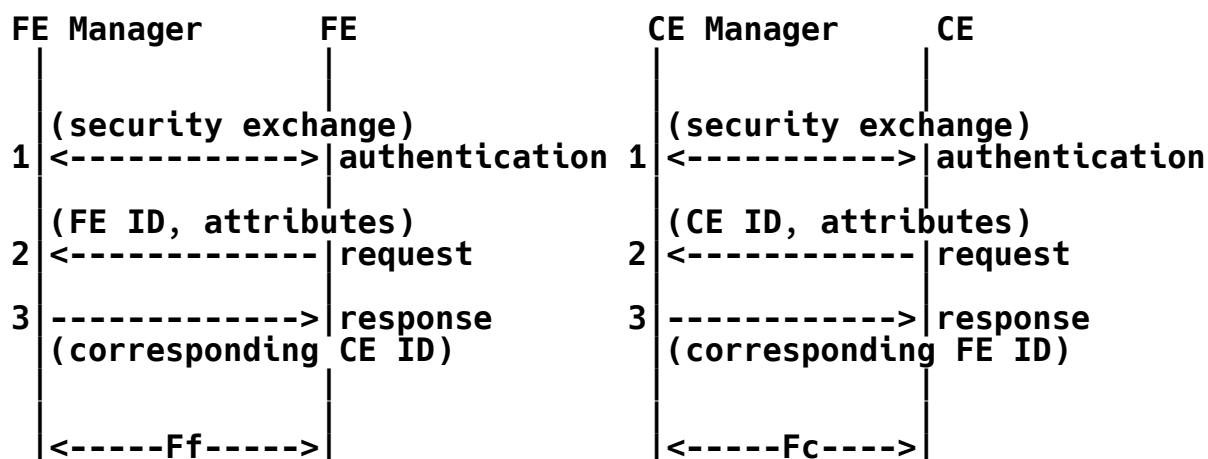 FE Manager      FE                 CE Manager     CE
 |              |                   |             |
 |              |                   |             |
 |(security exchange)               |(security exchange)
1|<------------>|authentication    1|<----------->|authentication
 |              |                   |             |
 |(FE ID, attributes)               |(CE ID, attributes)
2|<-------------|request           2|<------------|request
 |              |                   |             |
3|------------->|response          3|------------>|response
 |(corresponding CE ID)             |(corresponding FE ID)
 |              |                   |             |
 |              |                   |             |
 |<-----Ff----->|                   |<-----Fc---->|